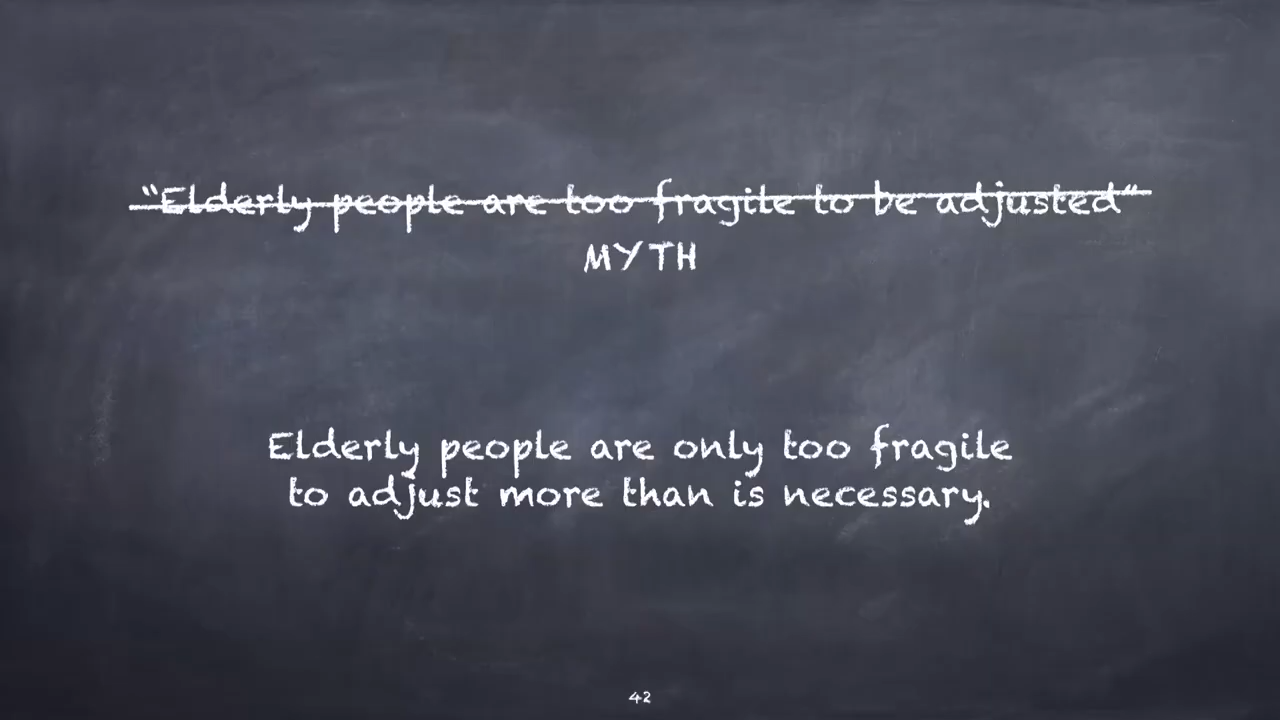 “Elderly people are too fragile to be adjusted”
MYTH
Elderly people are only too fragile
to adjust more than is necessary.
42